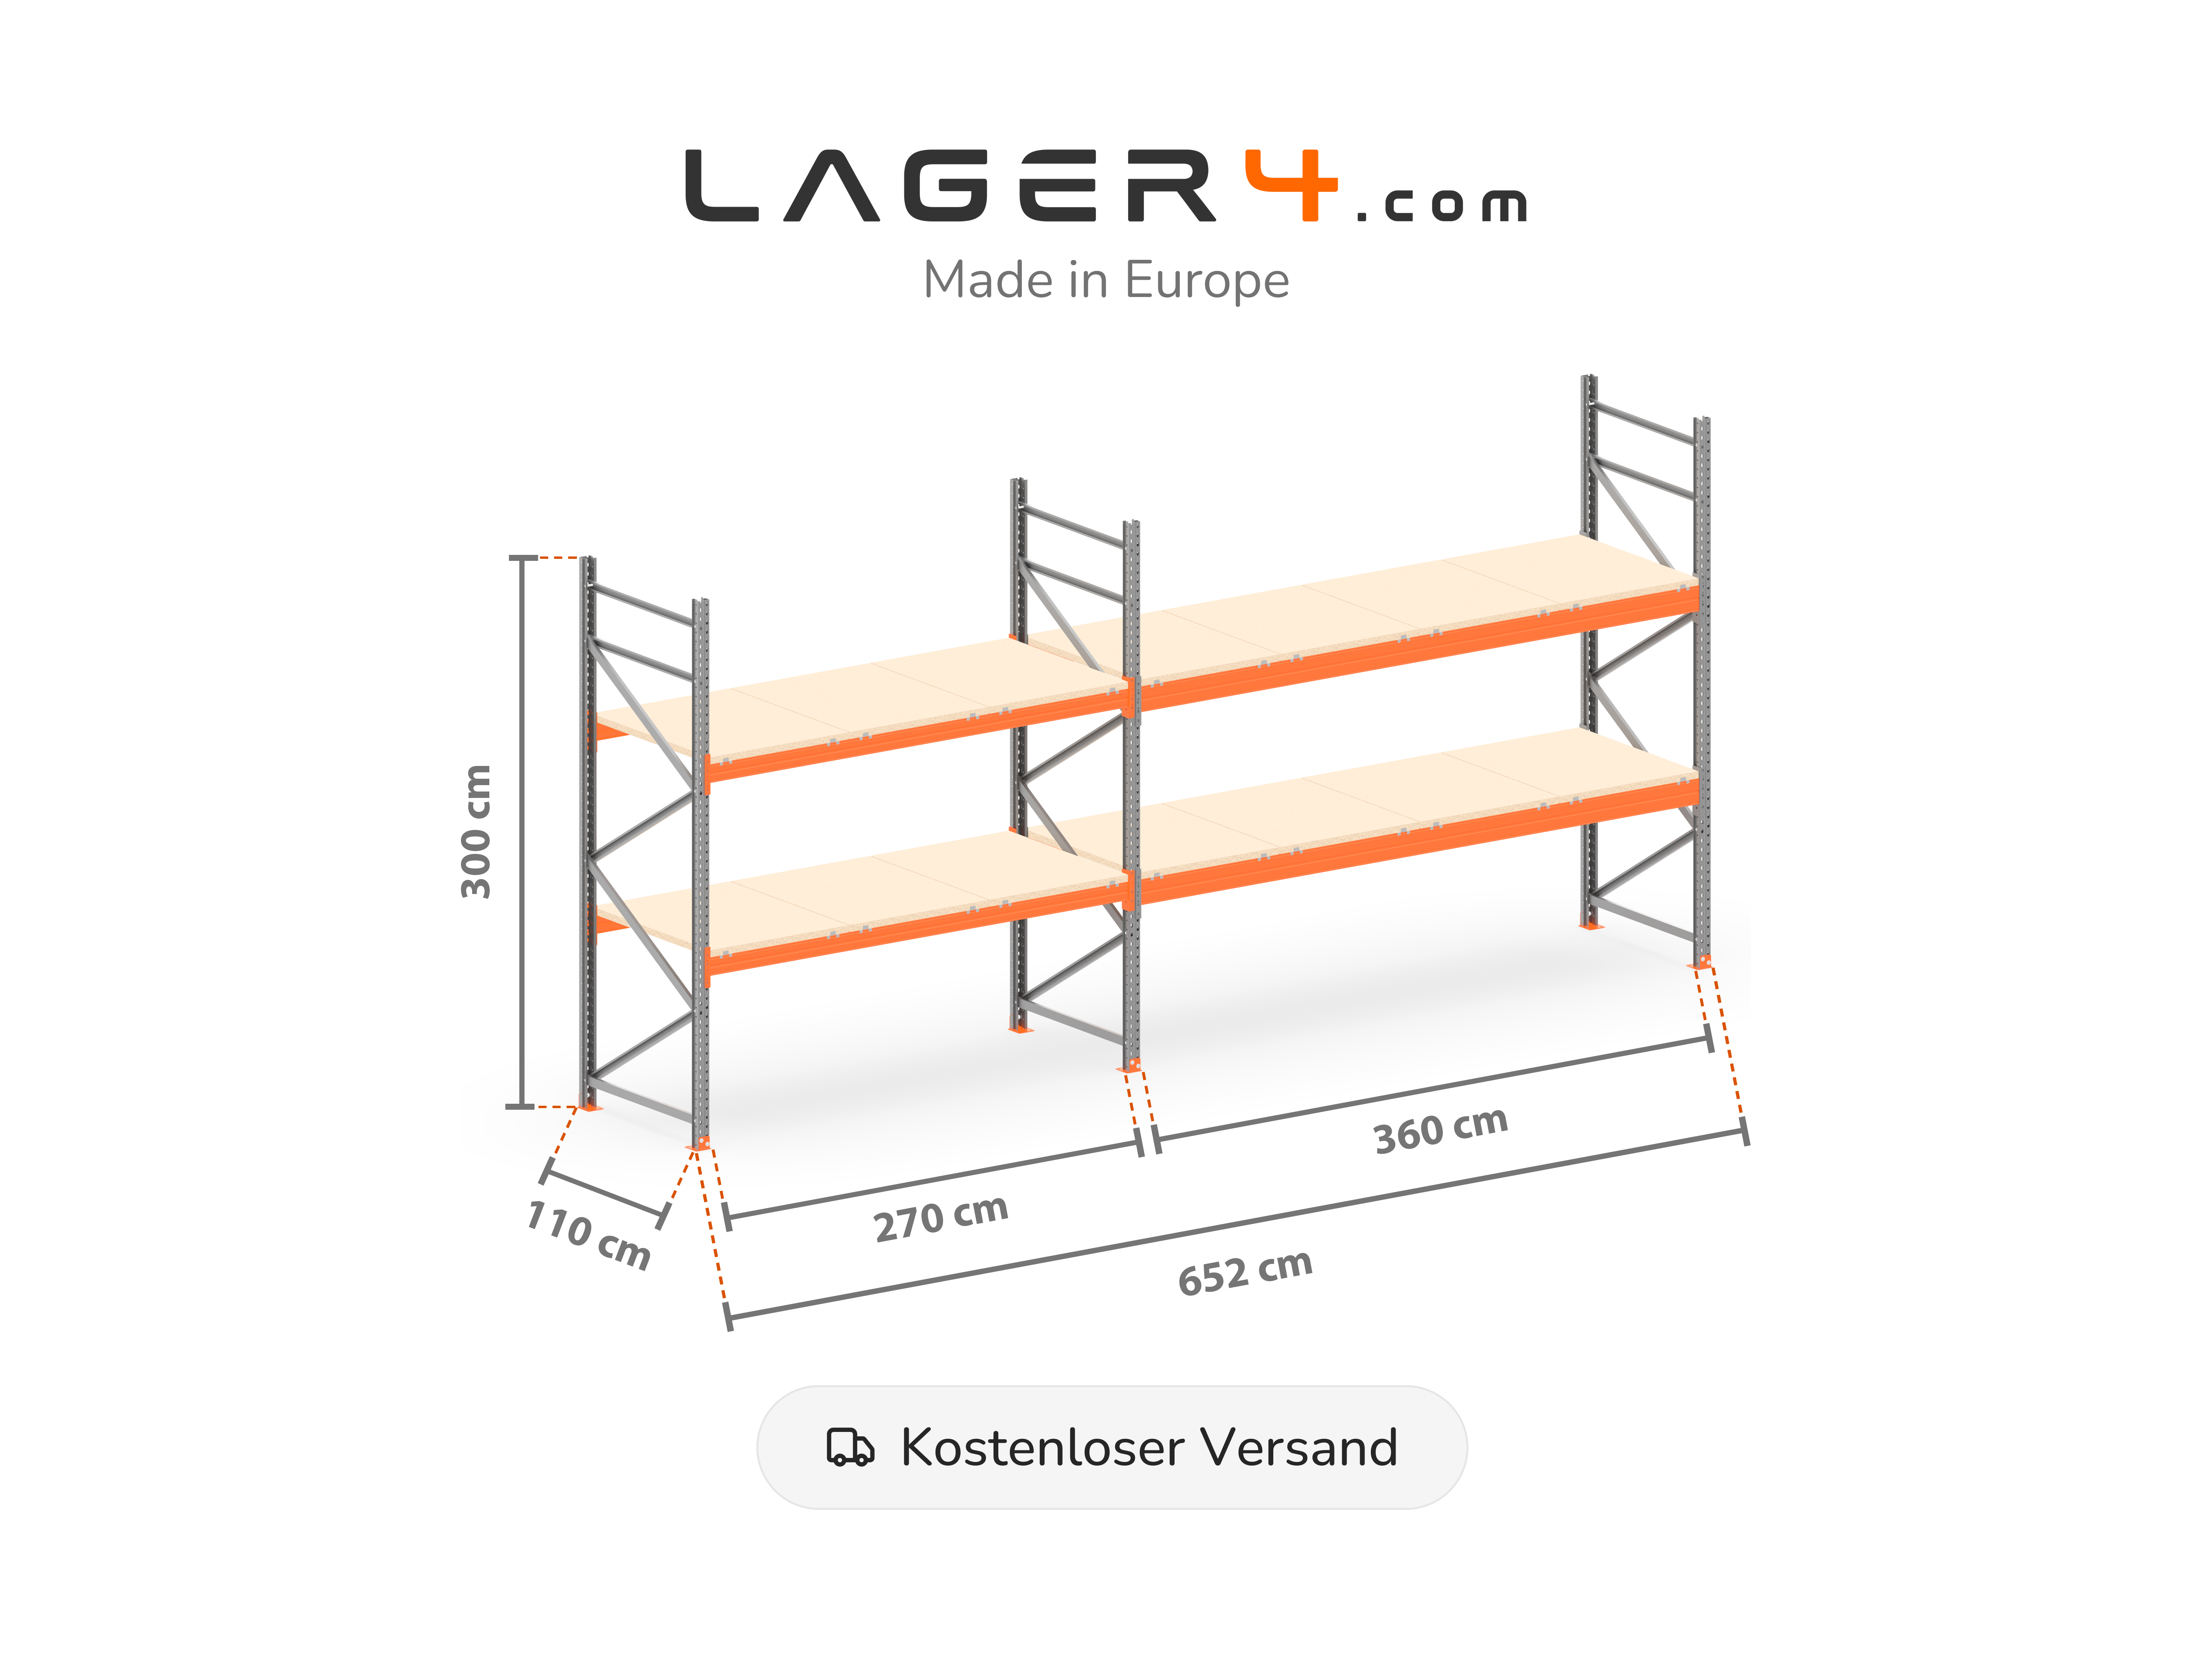 LAGER4.com
Made in Europe
300 cm
110 cm
270 cm
360 cm
652 cm
Kostenloser Versand